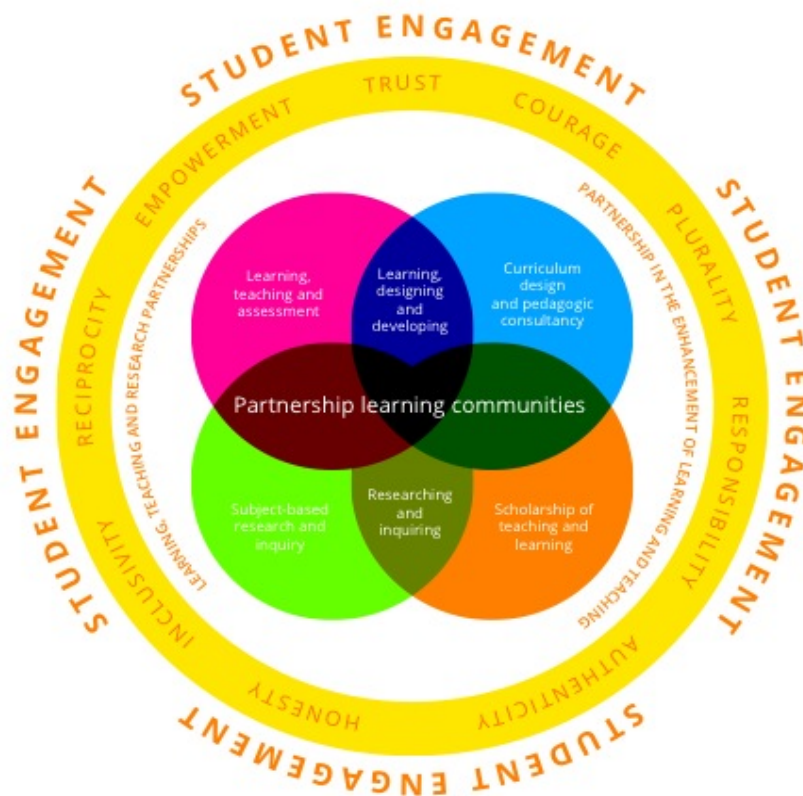 STUDENT ENGAGEMENT
STUDENT ENGAGEMENT
STUDENT ENGAGEMENT
STUDENT ENGAGEMENT
TRUST
COURAGE
PLURALITY
RESPONSIBILITY
AUTHENTICITY
HONESTY
INCLUSIVITY
RECIPROCITY
EMPOWERMENT
LEARNING, TEACHING AND RESEARCH PARTNERSHIPS
PARTNERSHIP IN THE ENHANCEMENT OF LEARNING AND TEACHING
Learning,
teaching and
assessment
Learning,
designing
and
developing
Curriculum
design
and pedagogic
consultancy
Partnership learning communities
Subject-based
research and
inquiry
Researching
and
inquiring
Scholarship of
teaching and
learning